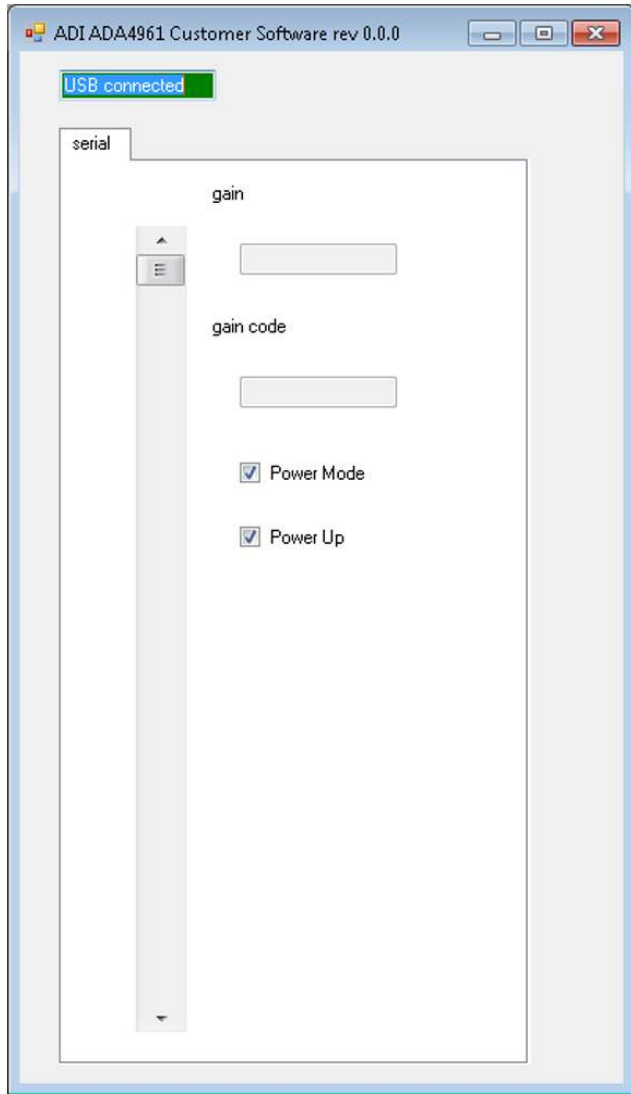 ADI ADA4961 Customer Software rev 0.0.0
USB connected
serial
gain
gain code
Power Mode
Power Up